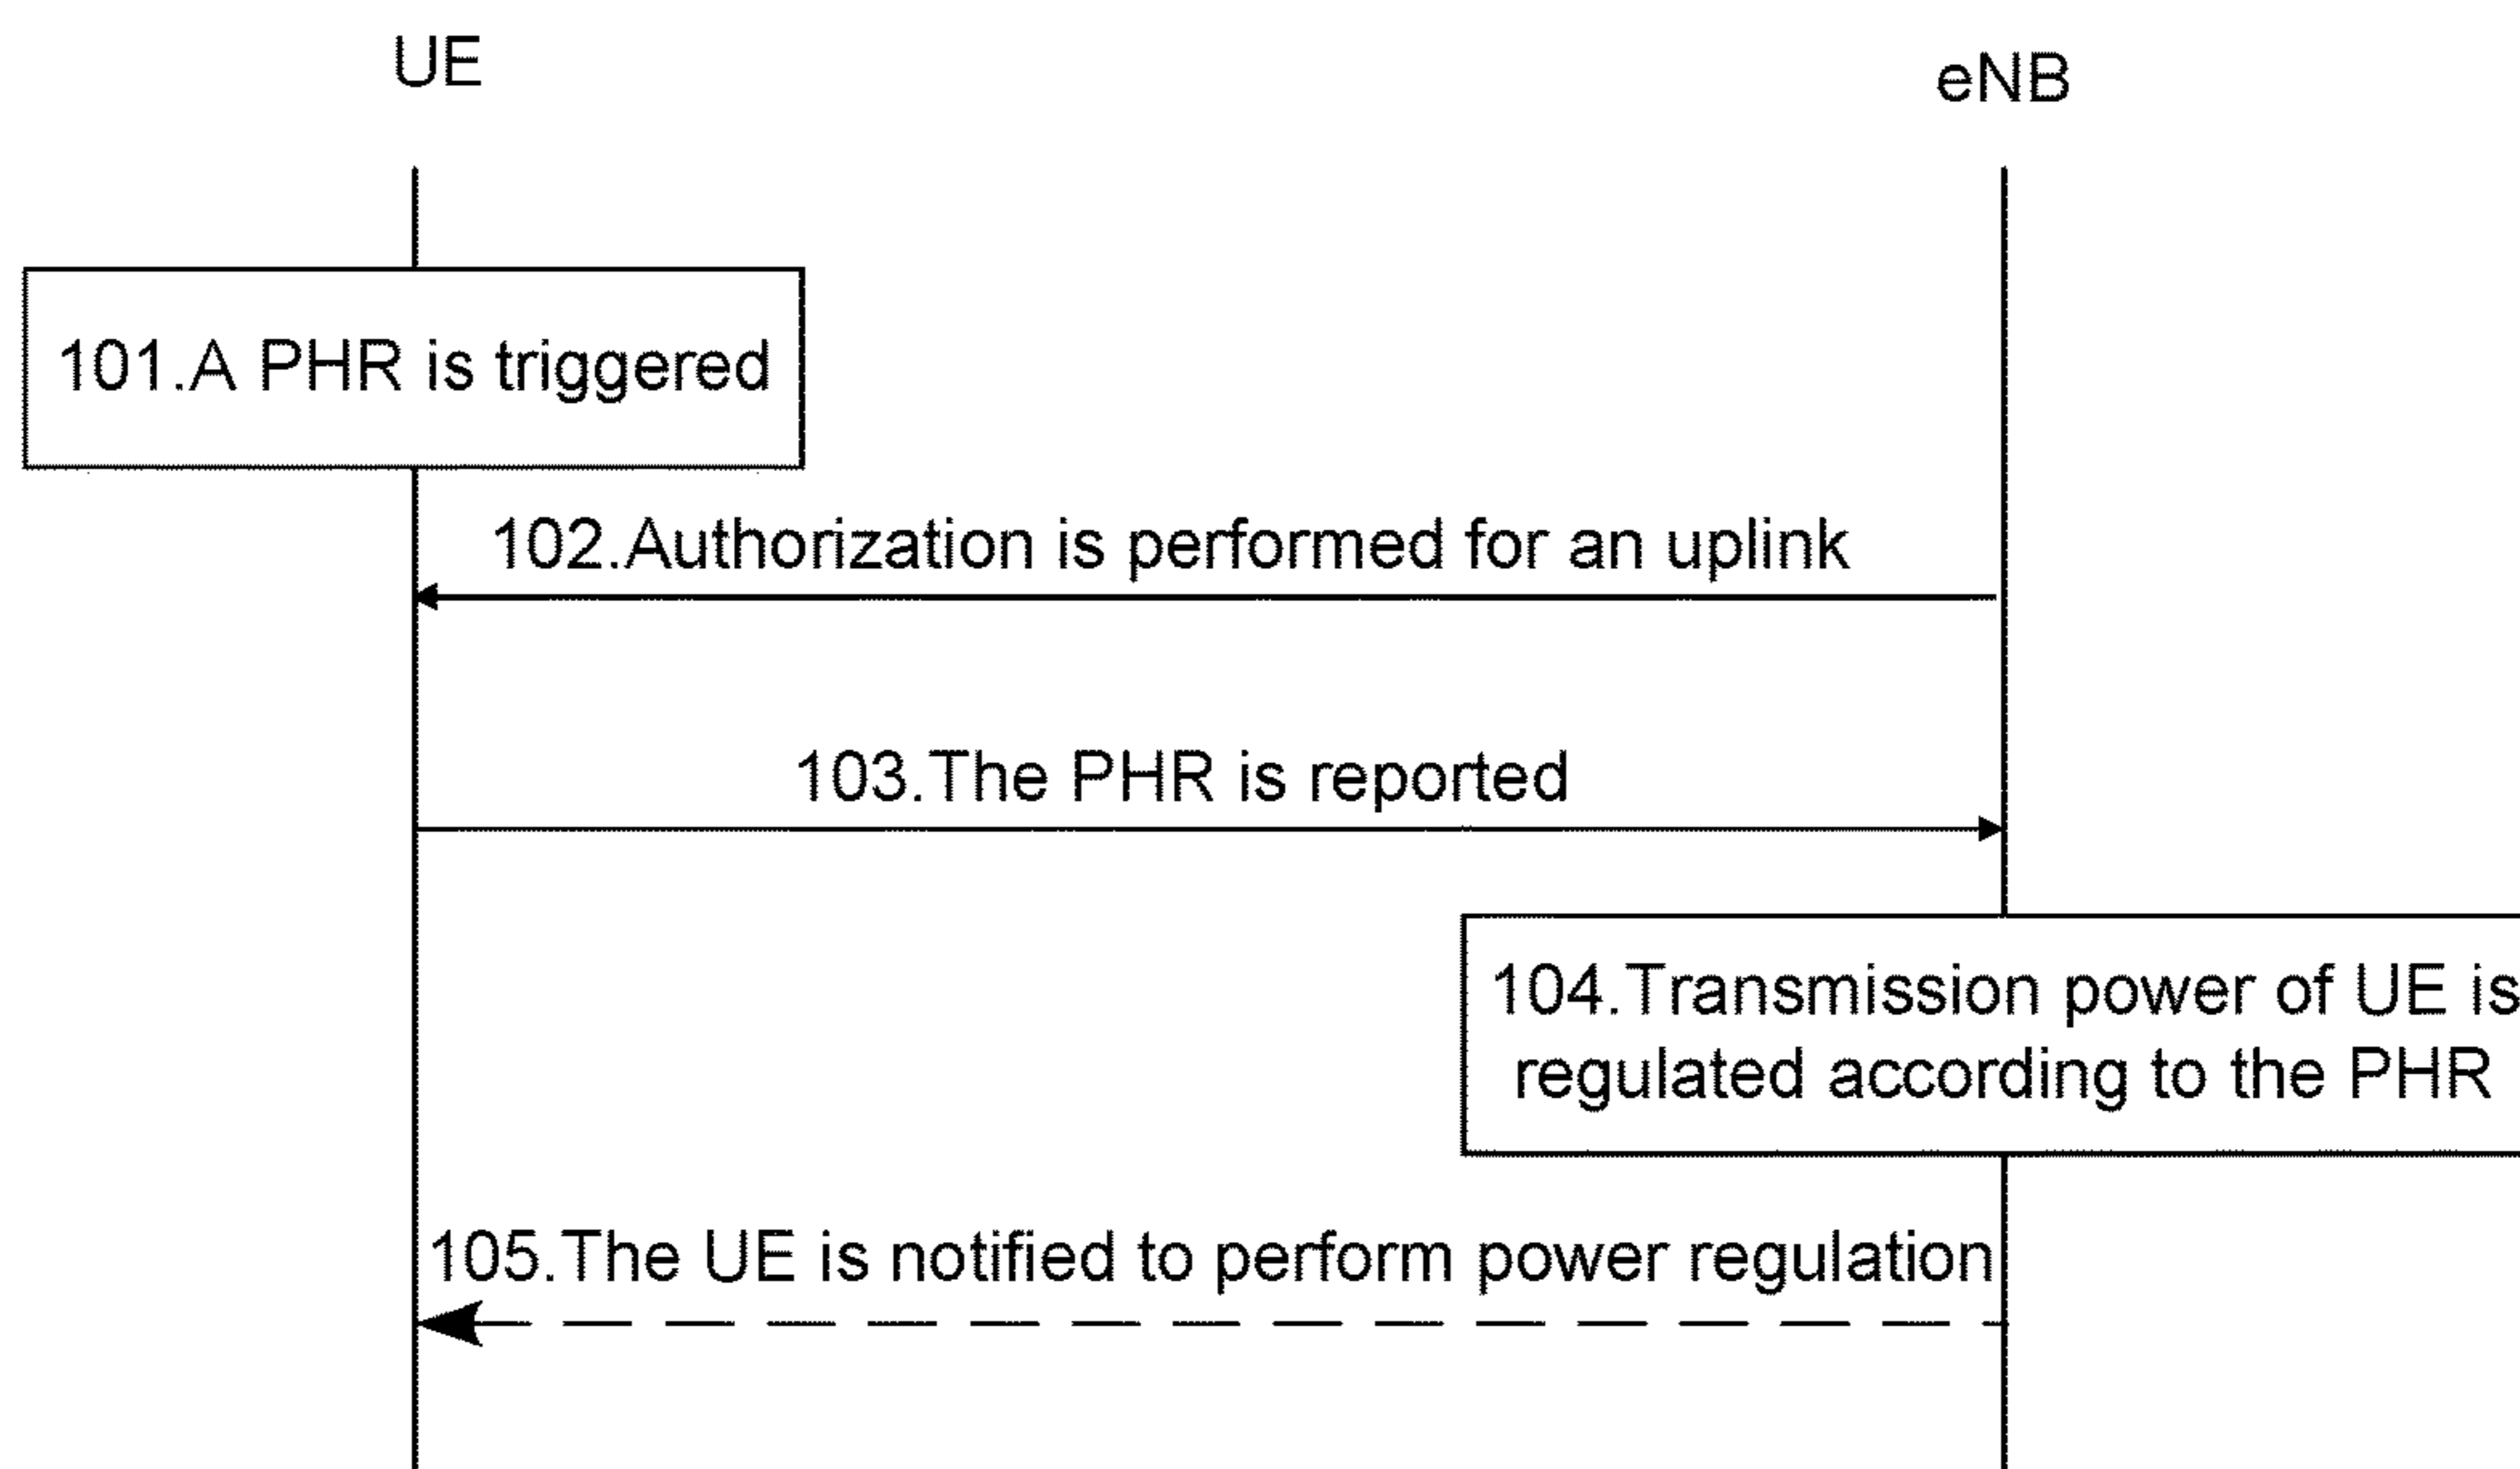 UE
eNB
101.A PHR is triggered
102.Authorization is performed for an uplink
103.The PHR is reported
104.Transmission power of UE is
regulated according to the PHR
105.The UE is notified to perform power regulation